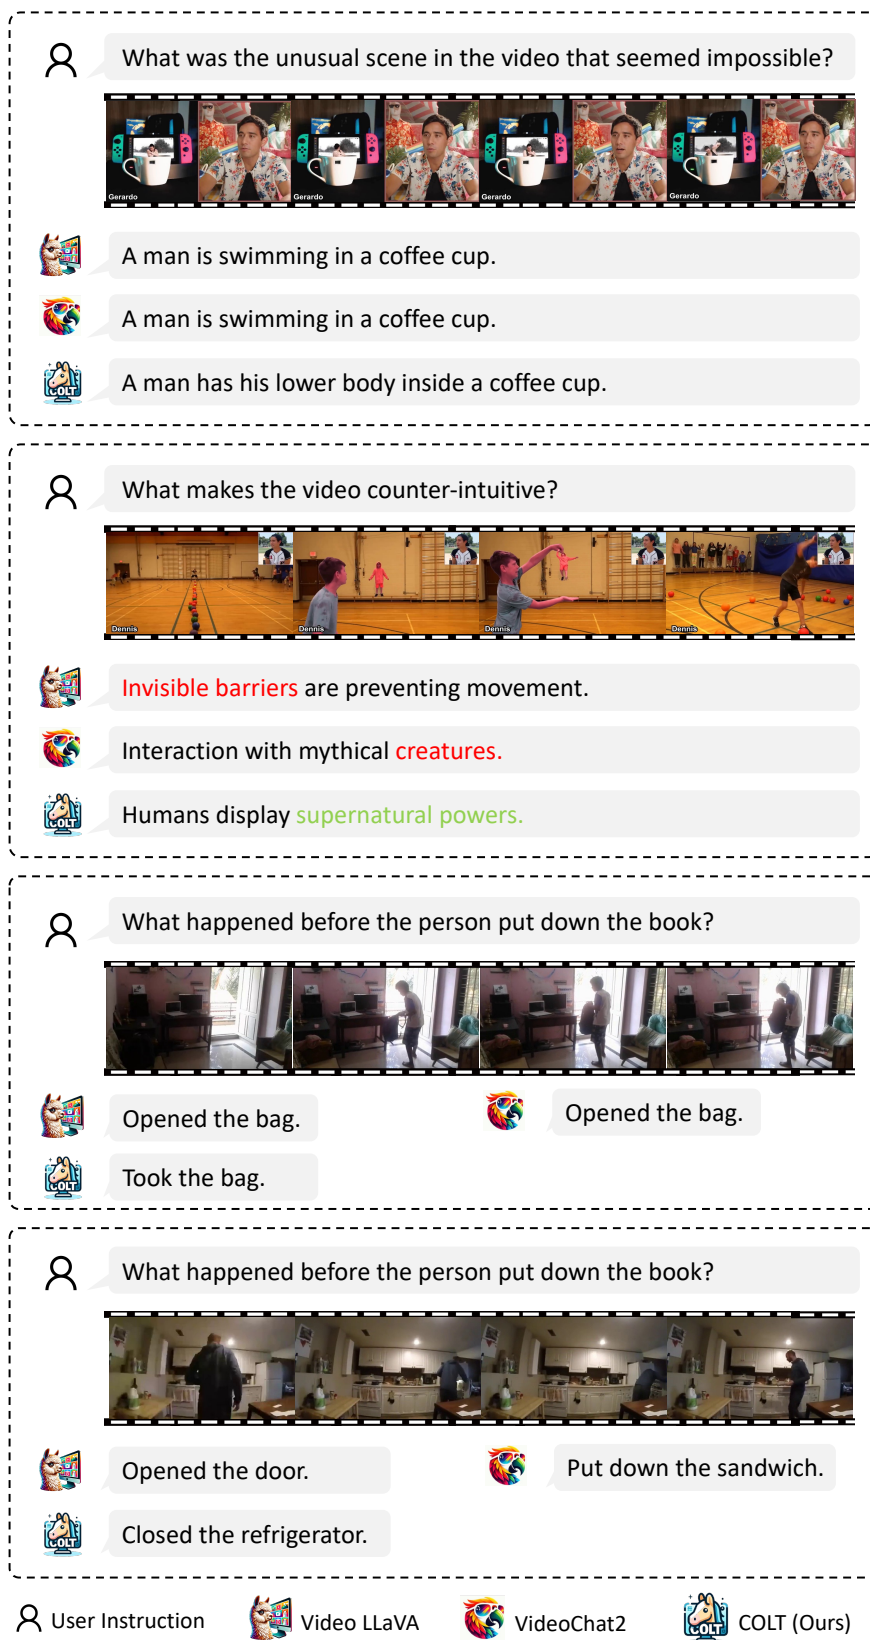 What was the unusual scene in the video that seemed impossible?
Gerardo
Gerardo
Gerardo
Gerardo
A man is swimming in a coffee cup.
A man is swimming in a coffee cup.
COLT
A man has his lower body inside a coffee cup.
What makes the video counter-intuitive?
Dennis
Dennis
Dennis
Dennis
Invisible barriers are preventing movement.
Interaction with mythical creatures.
COLT
Humans display supernatural powers.
What happened before the person put down the book?
Opened the bag.
Opened the bag.
COLT
Took the bag.
What happened before the person put down the book?
Opened the door.
Put down the sandwich.
COLT
Closed the refrigerator.
User Instruction
Video LLaVA
VideoChat2
COLT
COLT (Ours)